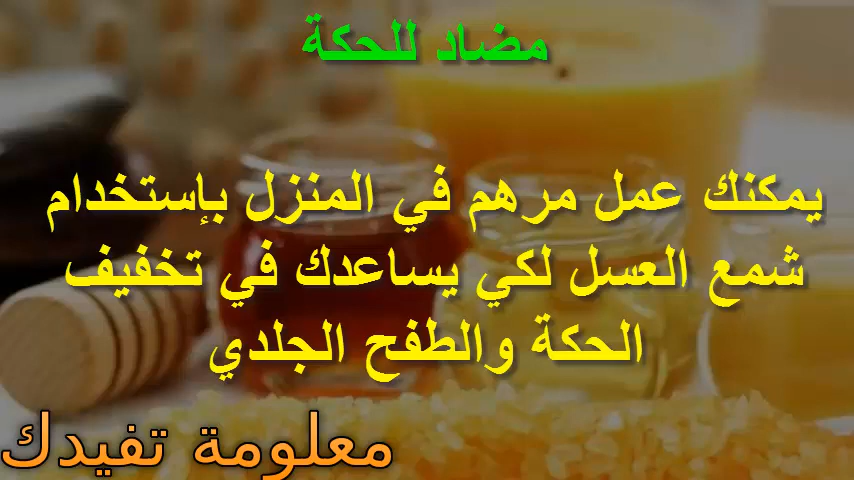 مضاد للحكة
يمكنك عمل مرهم في المنزل بإستخدام
شمع العسل لكي يساعدك في تخفيف
الحكة والطفح الجلدي
معلومة تفيدك